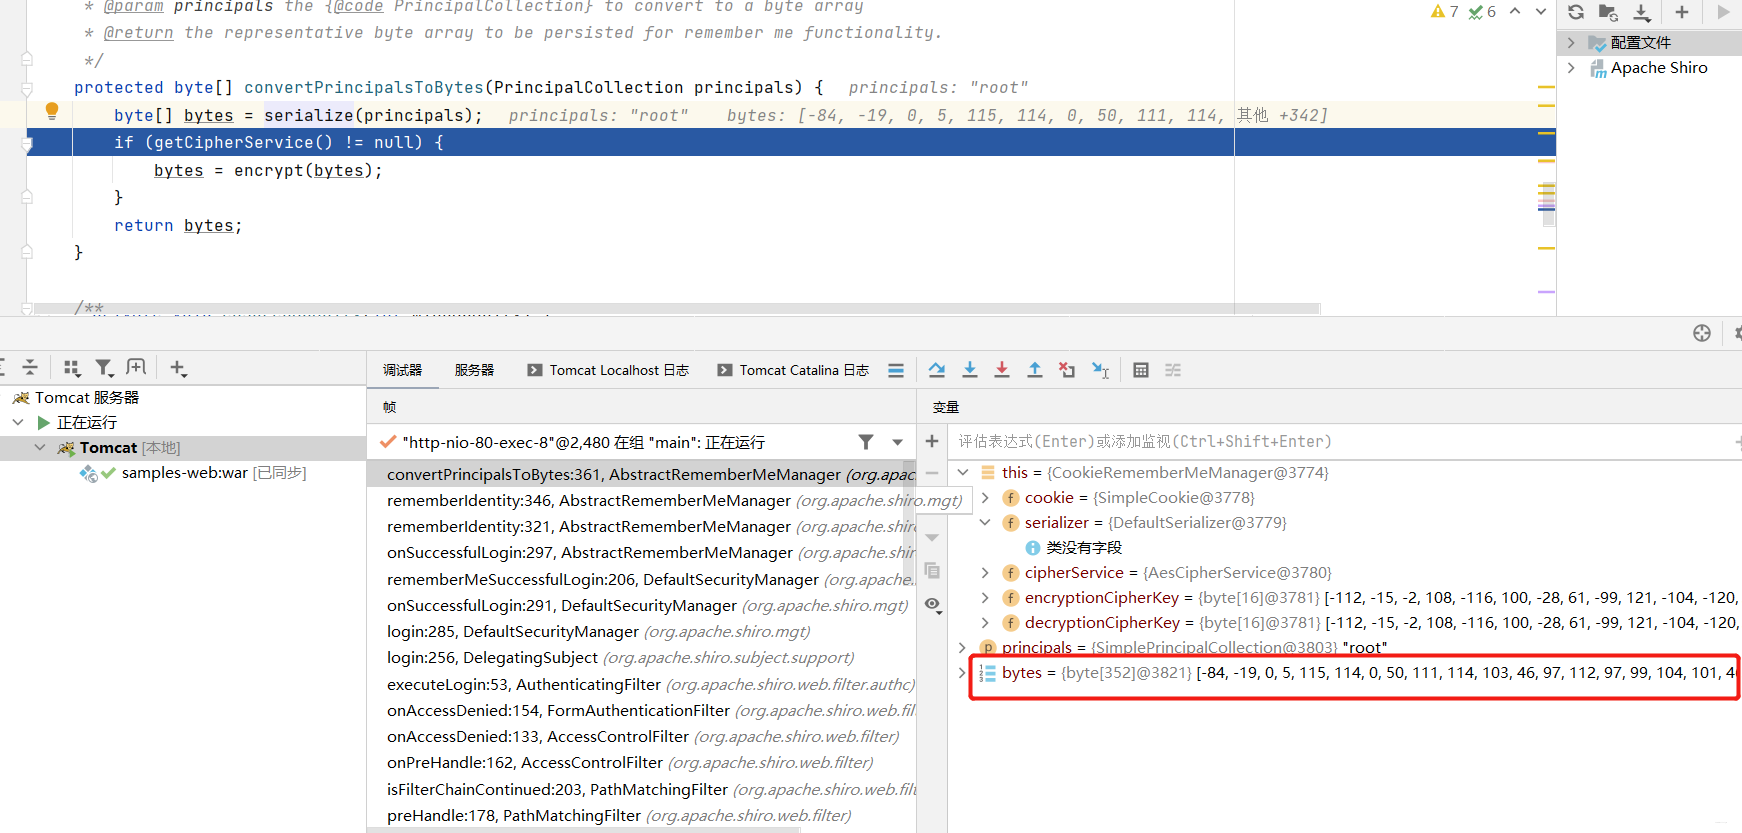 * @param principals the {@code PrincipalCollection} to convert to a byte array
* @return the representative byte array to be persisted for remember me functionality.
*/
protected byte[] convertPrincipalsToBytes(PrincipalCollection principals) { principals: "root"
byte[] bytes = serialize(principals); principals: "root" bytes: [-84, -19, 0, 5, 115, 114, 0, 50, 111, 114, 其他 +342]
if (getCipherService() != null) {
bytes = encrypt(bytes);
}
return bytes;
}
/**
7 6
配置文件
Apache Shiro
调试器 服务器 Tomcat Localhost 日志 Tomcat Catalina 日志
Tomcat 服务器
正在运行
Tomcat [本地]
samples-web:war [已同步]
帧
"http-nio-80-exec-8"@2,480 在组 "main": 正在运行
convertPrincipalsToBytes:361, AbstractRememberMeManager (org.apac
rememberIdentity:346, AbstractRememberMeManager (org.apache.shiro.mgt)
rememberIdentity:321, AbstractRememberMeManager (org.apache.shiro
onSuccessfulLogin:297, AbstractRememberMeManager (org.apache.shir
rememberMeSuccessfulLogin:206, DefaultSecurityManager (org.apache.
onSuccessfulLogin:291, DefaultSecurityManager (org.apache.shiro.mgt)
login:285, DefaultSecurityManager (org.apache.shiro.mgt)
login:256, DelegatingSubject (org.apache.shiro.subject.support)
executeLogin:53, AuthenticatingFilter (org.apache.shiro.web.filter.authc)
onAccessDenied:154, FormAuthenticationFilter (org.apache.shiro.web.fil
onAccessDenied:133, AccessControlFilter (org.apache.shiro.web.filter)
onPreHandle:162, AccessControlFilter (org.apache.shiro.web.filter)
isFilterChainContinued:203, PathMatchingFilter (org.apache.shiro.web.fil
preHandle:178, PathMatchingFilter (org.apache.shiro.web.filter)
变量
评估表达式(Enter)或添加监视(Ctrl+Shift+Enter)
this = {CookieRememberMeManager@3774}
cookie = {SimpleCookie@3778}
serializer = {DefaultSerializer@3779}
类没有字段
cipherService = {AesCipherService@3780}
encryptionCipherKey = {byte[16]@3781} [-112, -15, -2, 108, -116, 100, -28, 61, -99, 121, -104, -120,
decryptionCipherKey = {byte[16]@3781} [-112, -15, -2, 108, -116, 100, -28, 61, -99, 121, -104, -120,
principals = {SimplePrincipalCollection@3803} "root"
bytes = {byte[352]@3821} [-84, -19, 0, 5, 115, 114, 0, 50, 111, 114, 103, 46, 97, 112, 97, 99, 104, 101,